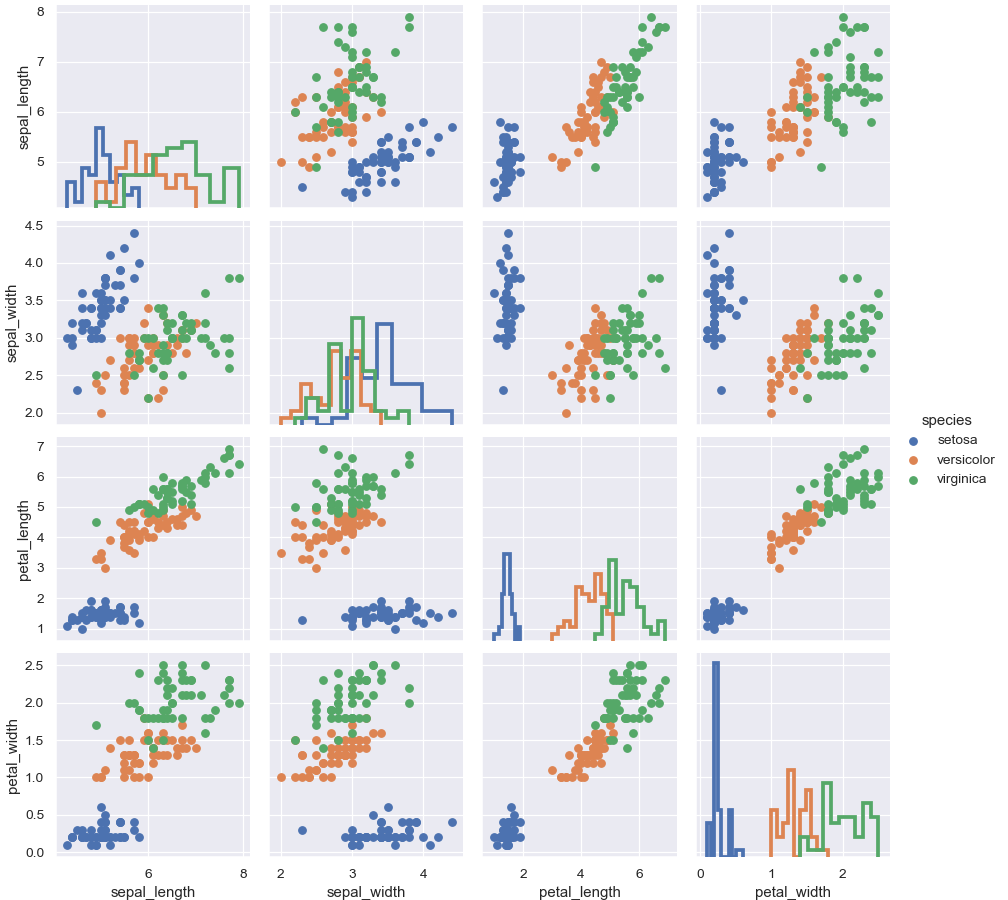 8
7
6
5
sepal_length
4.5
4.0
3.5
3.0
2.5
2.0
sepal_width
species
setosa
versicolor
virginica
7
6
5
4
3
2
1
petal_length
2.5
2.0
1.5
1.0
0.5
0.0
petal_width
6 8
2 3 4
2 4 6
0 1 2
sepal_length
sepal_width
petal_length
petal_width